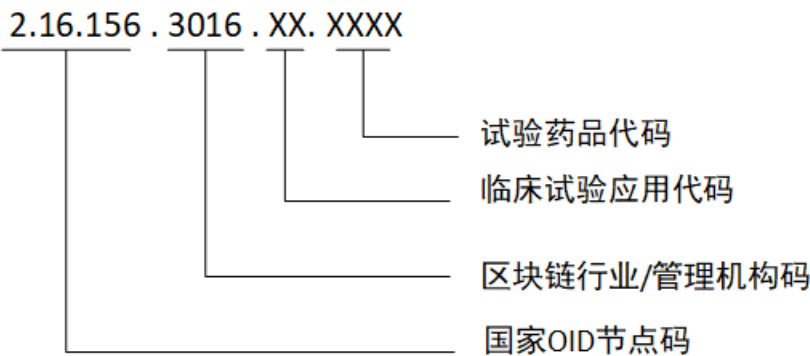 2.16.156 . 3016 . XX. XXXX
试验药品代码
临床试验应用代码
区块链行业/管理机构码
国家OID节点码